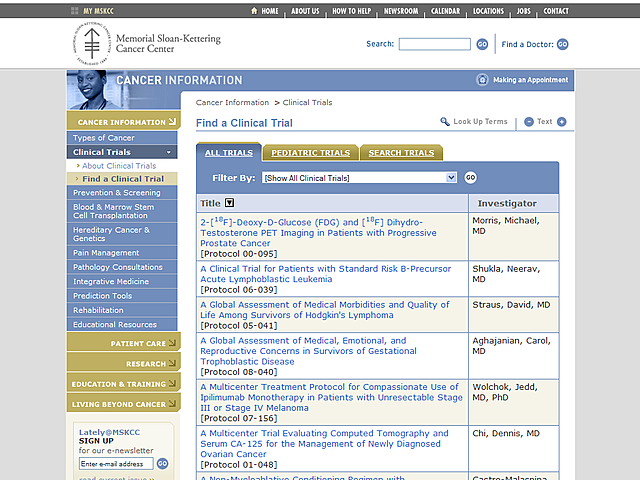 MY MSKCC
HOME | ABOUT US | HOW TO HELP | NEWSROOM | CALENDAR | LOCATIONS | JOBS | CONTACT
Memorial Sloan-Kettering
Cancer Center
Search: GO Find a Doctor: GO
CANCER INFORMATION
Making an Appointment
CANCER INFORMATION
Types of Cancer
Clinical Trials
> About Clinical Trials
> Find a Clinical Trial
Prevention & Screening
Blood & Marrow Stem
Cell Transplantation
Hereditary Cancer &
Genetics
Pain Management
Pathology Consultations
Integrative Medicine
Prediction Tools
Rehabilitation
Educational Resources
PATIENT CARE
RESEARCH
EDUCATION & TRAINING
LIVING BEYOND CANCER
Lately@MSKCC
SIGN UP
for our e-newsletter
Enter e-mail address GO
read current issue »
Cancer Information > Clinical Trials
Find a Clinical Trial
Look Up Terms | - Text +
ALL TRIALS PEDIATRIC TRIALS SEARCH TRIALS
Filter By: [Show All Clinical Trials] GO
Title Investigator
2-[18F]-Deoxy-D-Glucose (FDG) and [18F] Dihydro-
Testosterone PET Imaging in Patients with Progressive
Prostate Cancer
[Protocol 00-095]
Morris, Michael,
MD
A Clinical Trial for Patients with Standard Risk B-Precursor
Acute Lymphoblastic Leukemia
[Protocol 06-039]
Shukla, Neerav,
MD
A Global Assessment of Medical Morbidities and Quality of
Life Among Survivors of Hodgkin's Lymphoma
[Protocol 05-041]
Straus, David, MD
A Global Assessment of Medical, Emotional, and
Reproductive Concerns in Survivors of Gestational
Trophoblastic Disease
[Protocol 08-040]
Aghajanian, Carol,
MD
A Multicenter Treatment Protocol for Compassionate Use of
Ipilimumab Monotherapy in Patients with Unresectable Stage
III or Stage IV Melanoma
[Protocol 07-156]
Wolchok, Jedd,
MD, PhD
A Multicenter Trial Evaluating Computed Tomography and
Serum CA-125 for the Management of Newly Diagnosed
Ovarian Cancer
[Protocol 01-048]
Chi, Dennis, MD
A Non-Myeloablative Conditioning Regimen with
Castro-Malaspina,